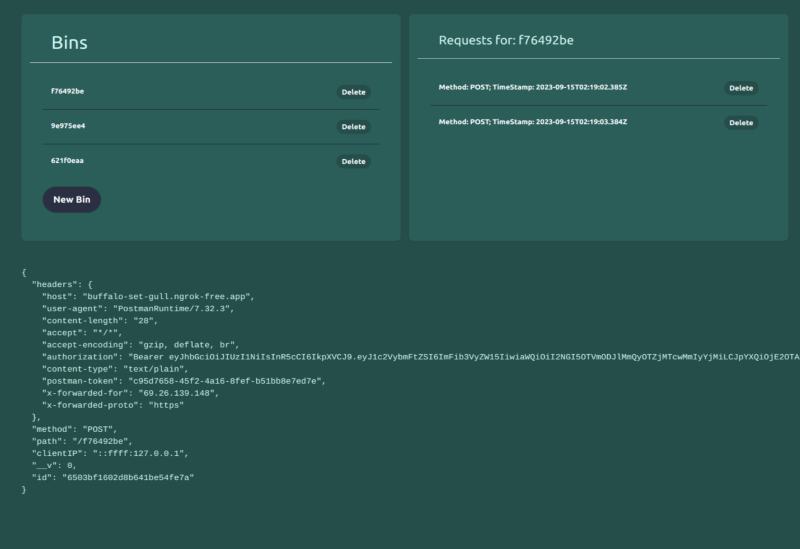 Bins
f76492be
Delete
9e975ee4
Delete
621f0eaa
Delete
New Bin
Requests for: f76492be
Method: POST; TimeStamp: 2023-09-15T02:19:02.385Z
Delete
Method: POST; TimeStamp: 2023-09-15T02:19:03.384Z
Delete
{
"headers": {
"host": "buffalo-set-gull.ngrok-free.app",
"user-agent": "PostmanRuntime/7.32.3",
"content-length": "28",
"accept": "*/*",
"accept-encoding": "gzip, deflate, br",
"authorization": "Bearer
"content-type": "text/plain",
"postman-token": "c95d7658-45f2-4a16-8fef-b51bb8e7ed7e",
"x-forwarded-for": "69.26.139.148",
"x-forwarded-proto": "https"
},
"method": "POST",
"path": "/f76492be",
"clientIP": "::ffff:127.0.0.1",
"__v": 0,
"id": "6503bf1602d8b641be54fe7a"
}